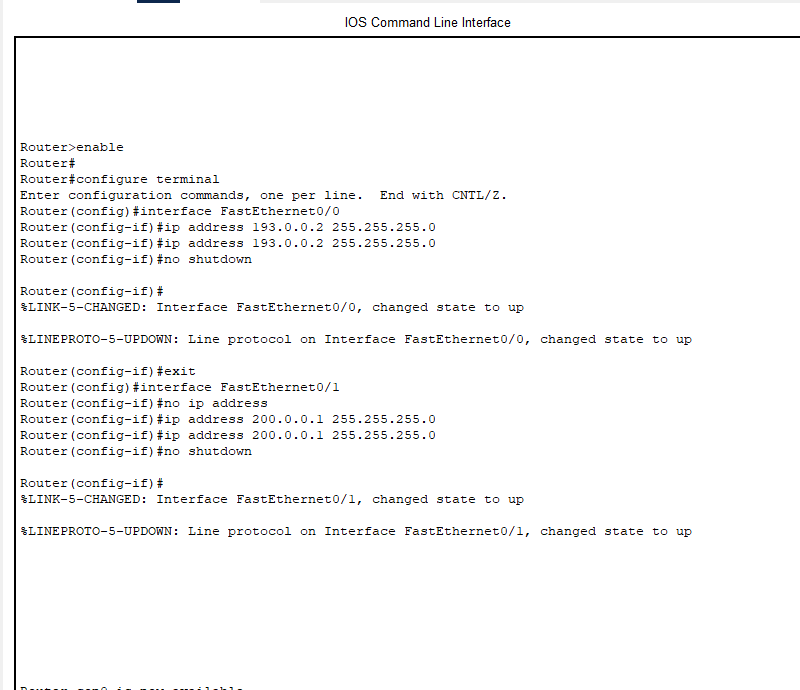 IOS Command Line Interface
Router>enable
Router#
Router#configure terminal
Enter configuration commands, one per line.  End with CNTL/Z.
Router(config)#interface FastEthernet0/0
Router(config-if)#ip address 193.0.0.2 255.255.255.0
Router(config-if)#ip address 193.0.0.2 255.255.255.0
Router(config-if)#no shutdown
Router(config-if)#
%LINK-5-CHANGED: Interface FastEthernet0/0, changed state to up
%LINEPROTO-5-UPDOWN: Line protocol on Interface FastEthernet0/0, changed state to up
Router(config-if)#exit
Router(config)#interface FastEthernet0/1
Router(config-if)#no ip address
Router(config-if)#ip address 200.0.0.1 255.255.255.0
Router(config-if)#ip address 200.0.0.1 255.255.255.0
Router(config-if)#no shutdown
Router(config-if)#
%LINK-5-CHANGED: Interface FastEthernet0/1, changed state to up
%LINEPROTO-5-UPDOWN: Line protocol on Interface FastEthernet0/1, changed state to up
Router con0 is now available